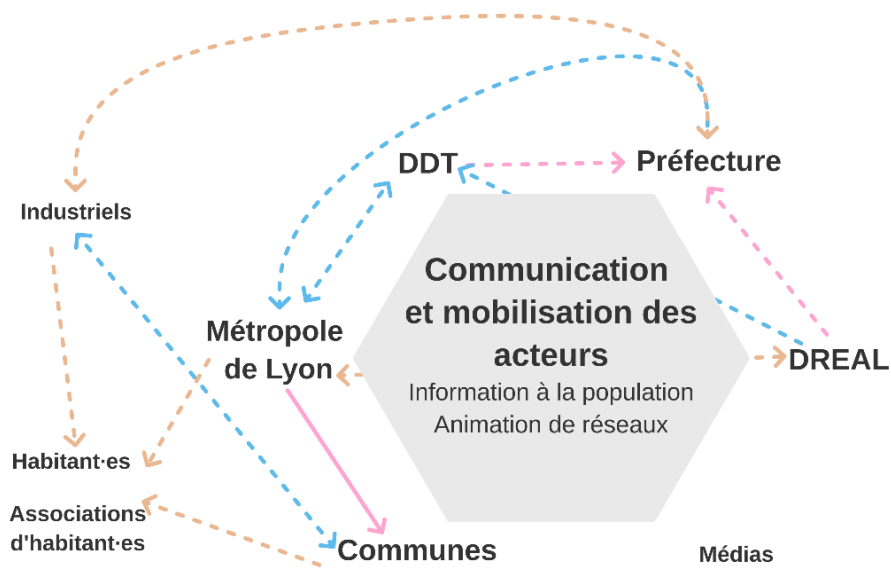 DDT
Préfecture
Industriels
Communication
et mobilisation des
acteurs
Information à la population
Animation de réseaux
Métropole
de Lyon
DREAL
Habitant·es
Associations
d'habitant·es
Communes
Médias